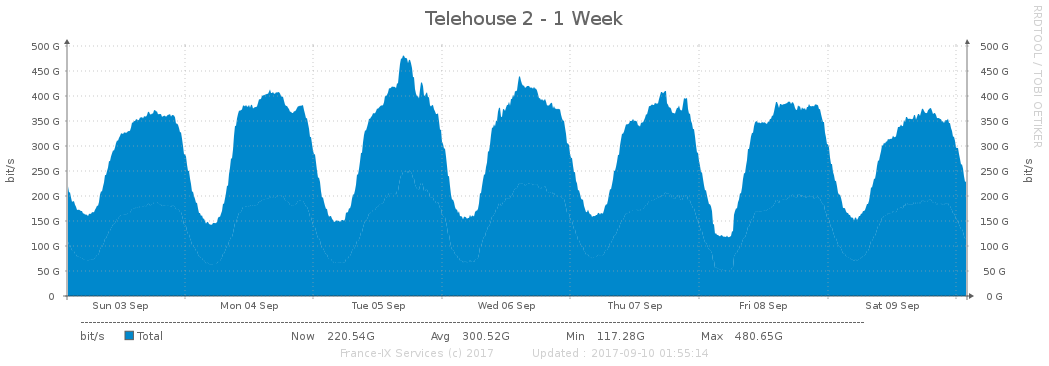 Telehouse 2 - 1 Week
RRDTOOL / TOBI OETIKER
500 G 500 G
450 G 450 G
400 G 400 G
350 G 350 G
300 G 300 G
250 G 250 G
200 G 200 G
150 G 150 G
100 G 100 G
50 G 50 G
0 0 G
bit/s bit/s
Sun 03 Sep Mon 04 Sep Tue 05 Sep Wed 06 Sep Thu 07 Sep Fri 08 Sep Sat 09 Sep
bit/s Total Now 220.54G Avg 300.52G Min 117.28G Max 480.65G
France-IX Services (c) 2017 Updated : 2017-09-10 01:55:14